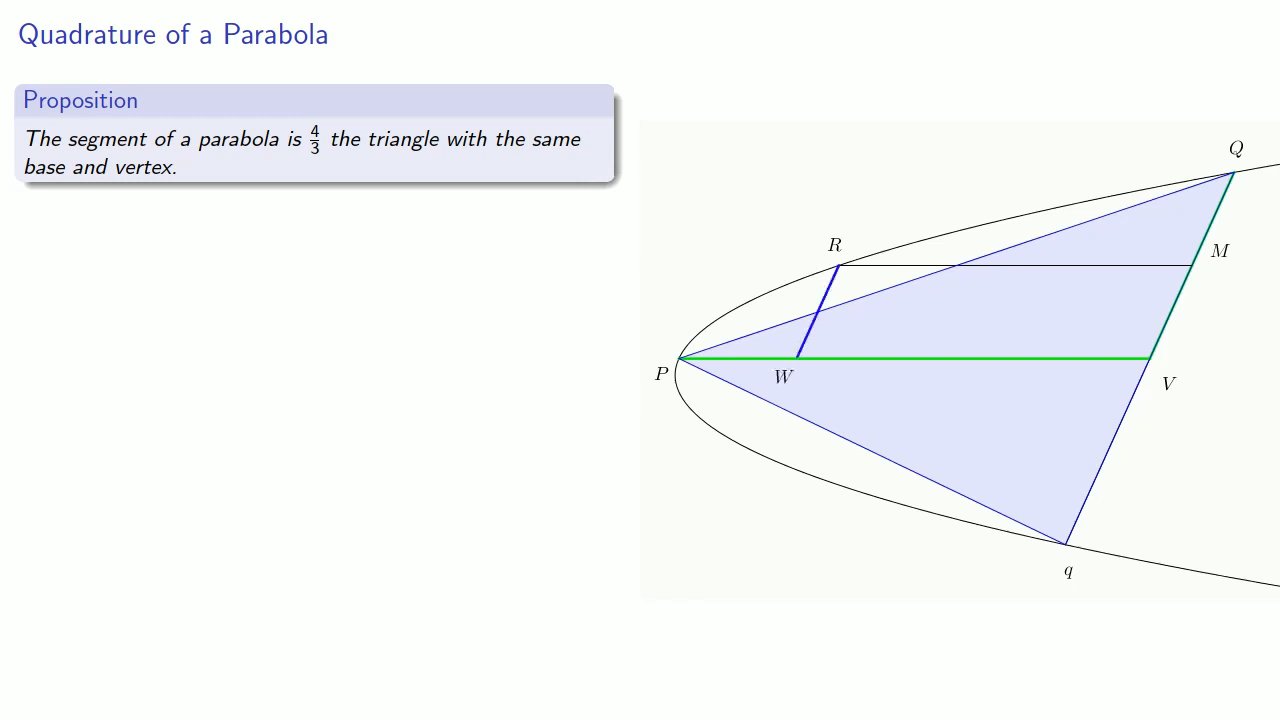 Quadrature of a Parabola
Proposition
The segment of a parabola is 4/3 the triangle with the same
base and vertex.
Q
M
R
P
W
V
q